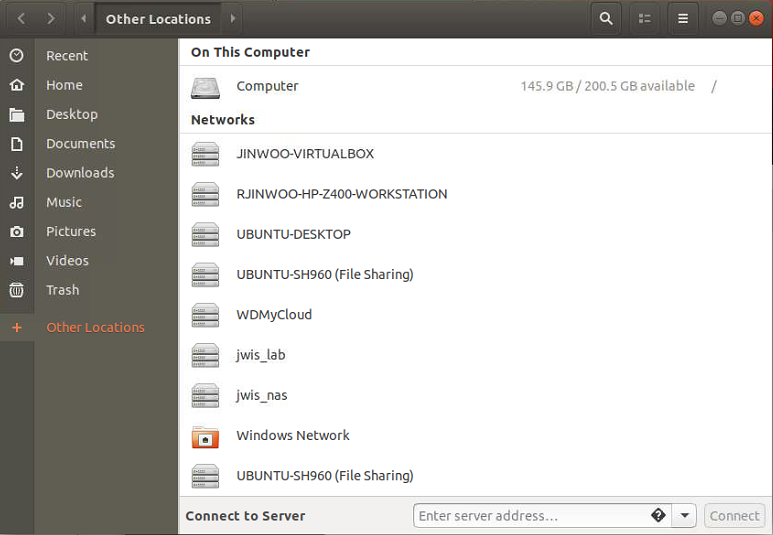 Other Locations
Recent
Home
Desktop
Documents
Downloads
Music
Pictures
Videos
Trash
Other Locations
On This Computer
Computer 145.9 GB / 200.5 GB available /
Networks
JINWOO-VIRTUALBOX
RJINWOO-HP-Z400-WORKSTATION
UBUNTU-DESKTOP
UBUNTU-SH960 (File Sharing)
WDMyCloud
jwis_lab
jwis_nas
Windows Network
UBUNTU-SH960 (File Sharing)
Connect to Server Enter server address... Connect